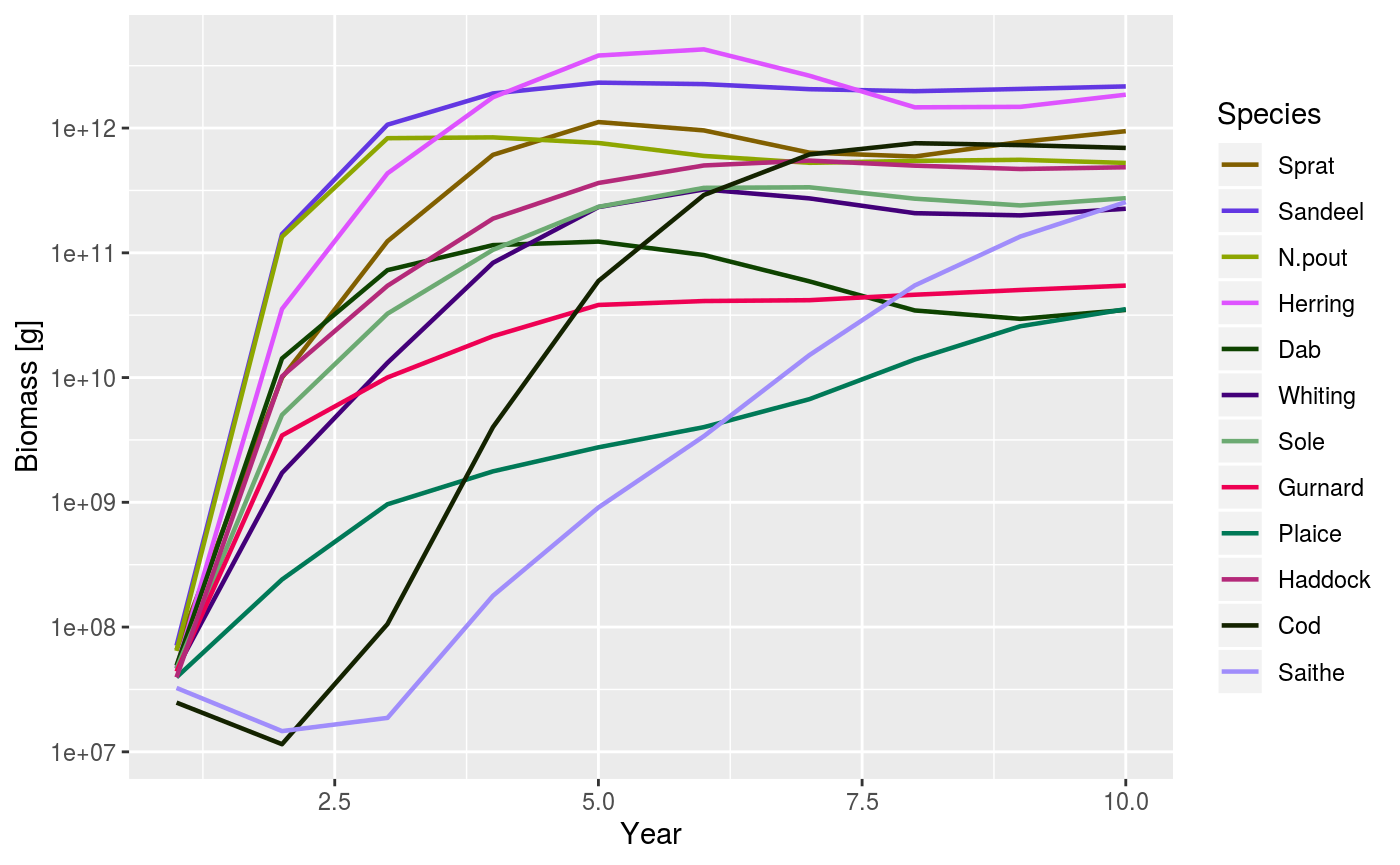 Biomass [g]
1e+12
1e+11
1e+10
1e+09
1e+08
1e+07
2.5 5.0 7.5 10.0
Year
Species
Sprat
Sandeel
N.pout
Herring
Dab
Whiting
Sole
Gurnard
Plaice
Haddock
Cod
Saithe